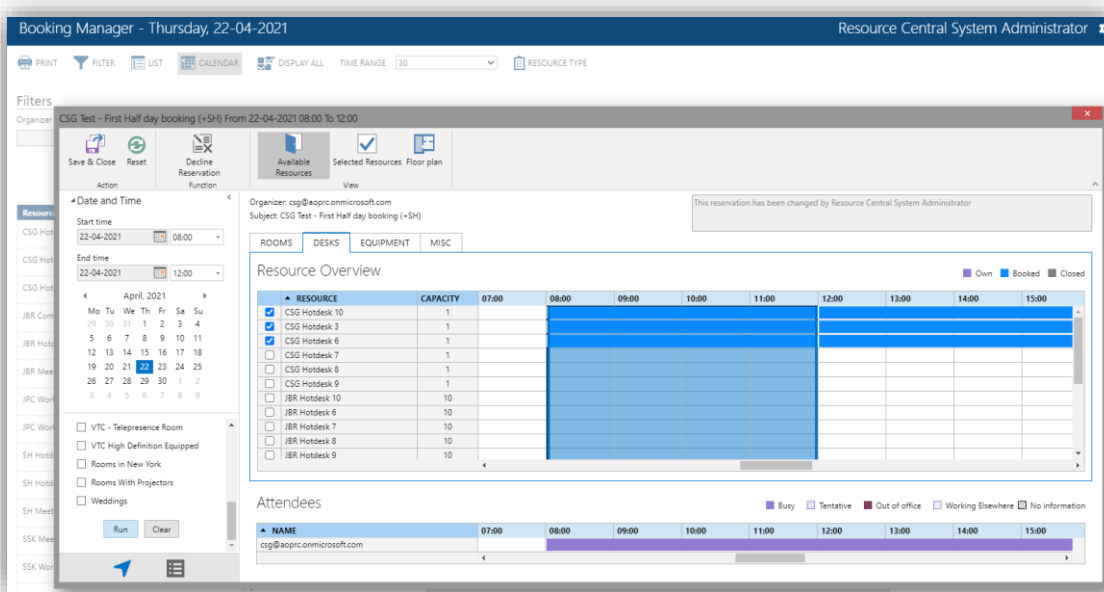 Booking Manager - Thursday, 22-04-2021
Resource Central System Administrator
PRINT FILTER LIST CALENDAR DISPLAY ALL TIME RANGE 30 RESOURCE TYPE
Filters
Organizer
Resourc
CSG Hot
CSG Hot
CSG Hot
JBR Com
JBR Hot
JBR Mee
JPC Wor
JPC Wor
SH Hotd
SH Hotd
SH Meet
SSK Mee
SSK Wor
CSG Test - First Half day booking (+SH) From 22-04-2021 08:00 To 12:00
Save & Close Reset Decline Reservation Available Resources Selected Resources Floor plan
Action Function View
Date and Time
Start time
22-04-2021 08:00
End time
22-04-2021 12:00
April, 2021
Mo Tu We Th Fr Sa Su
29 30 31 1 2 3 4
5 6 7 8 9 10 11
12 13 14 15 16 17 18
19 20 21 22 23 24 25
26 27 28 29 30 1 2
3 4 5 6 7 8 9
VTC - Telepresence Room
VTC High Definition Equipped
Rooms in New York
Rooms With Projectors
Weddings
Run Clear
Organizer: csg@aoprc.onmicrosoft.com
Subject: CSG Test - First Half day booking (+SH)
This reservation has been changed by Resource Central System Administrator
ROOMS DESKS EQUIPMENT MISC
Resource Overview
Own Booked Closed
RESOURCE CAPACITY 07:00 08:00 09:00 10:00 11:00 12:00 13:00 14:00 15:00
CSG Hotdesk 10 1
CSG Hotdesk 3 1
CSG Hotdesk 6 1
CSG Hotdesk 7 1
CSG Hotdesk 8 1
CSG Hotdesk 9 1
JBR Hotdesk 10 10
JBR Hotdesk 6 10
JBR Hotdesk 7 10
JBR Hotdesk 8 10
JBR Hotdesk 9 10
Attendees
Busy Tentative Out of office Working Elsewhere No information
NAME 07:00 08:00 09:00 10:00 11:00 12:00 13:00 14:00 15:00
csg@aoprc.onmicrosoft.com